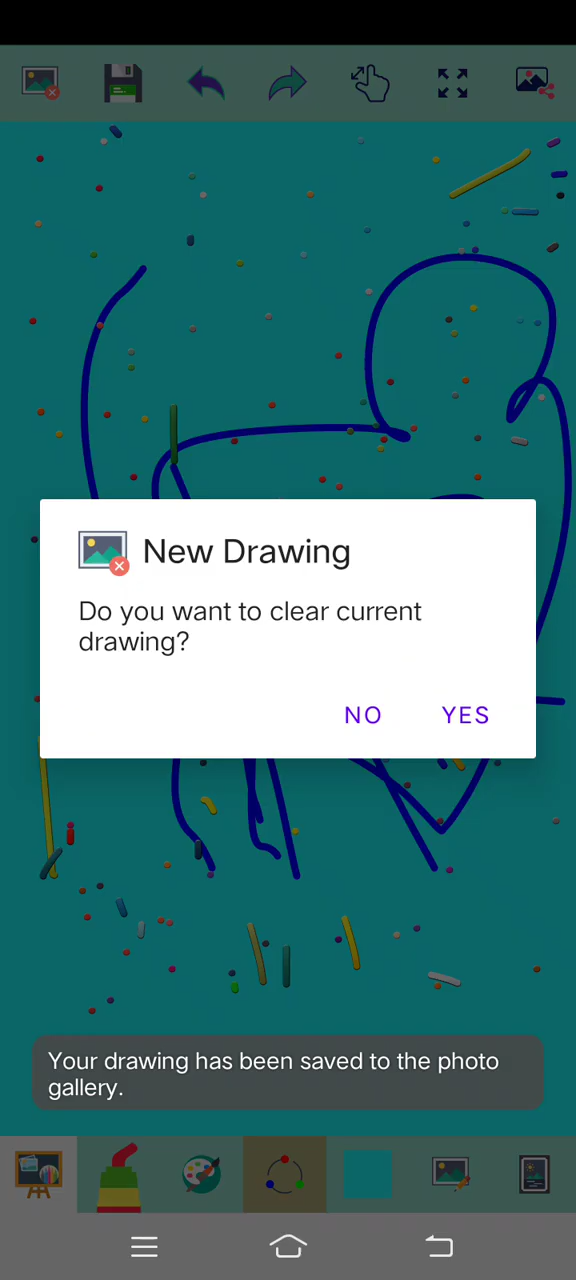 New Drawing
Do you want to clear current
drawing?
NO YES
Your drawing has been saved to the photo
gallery.